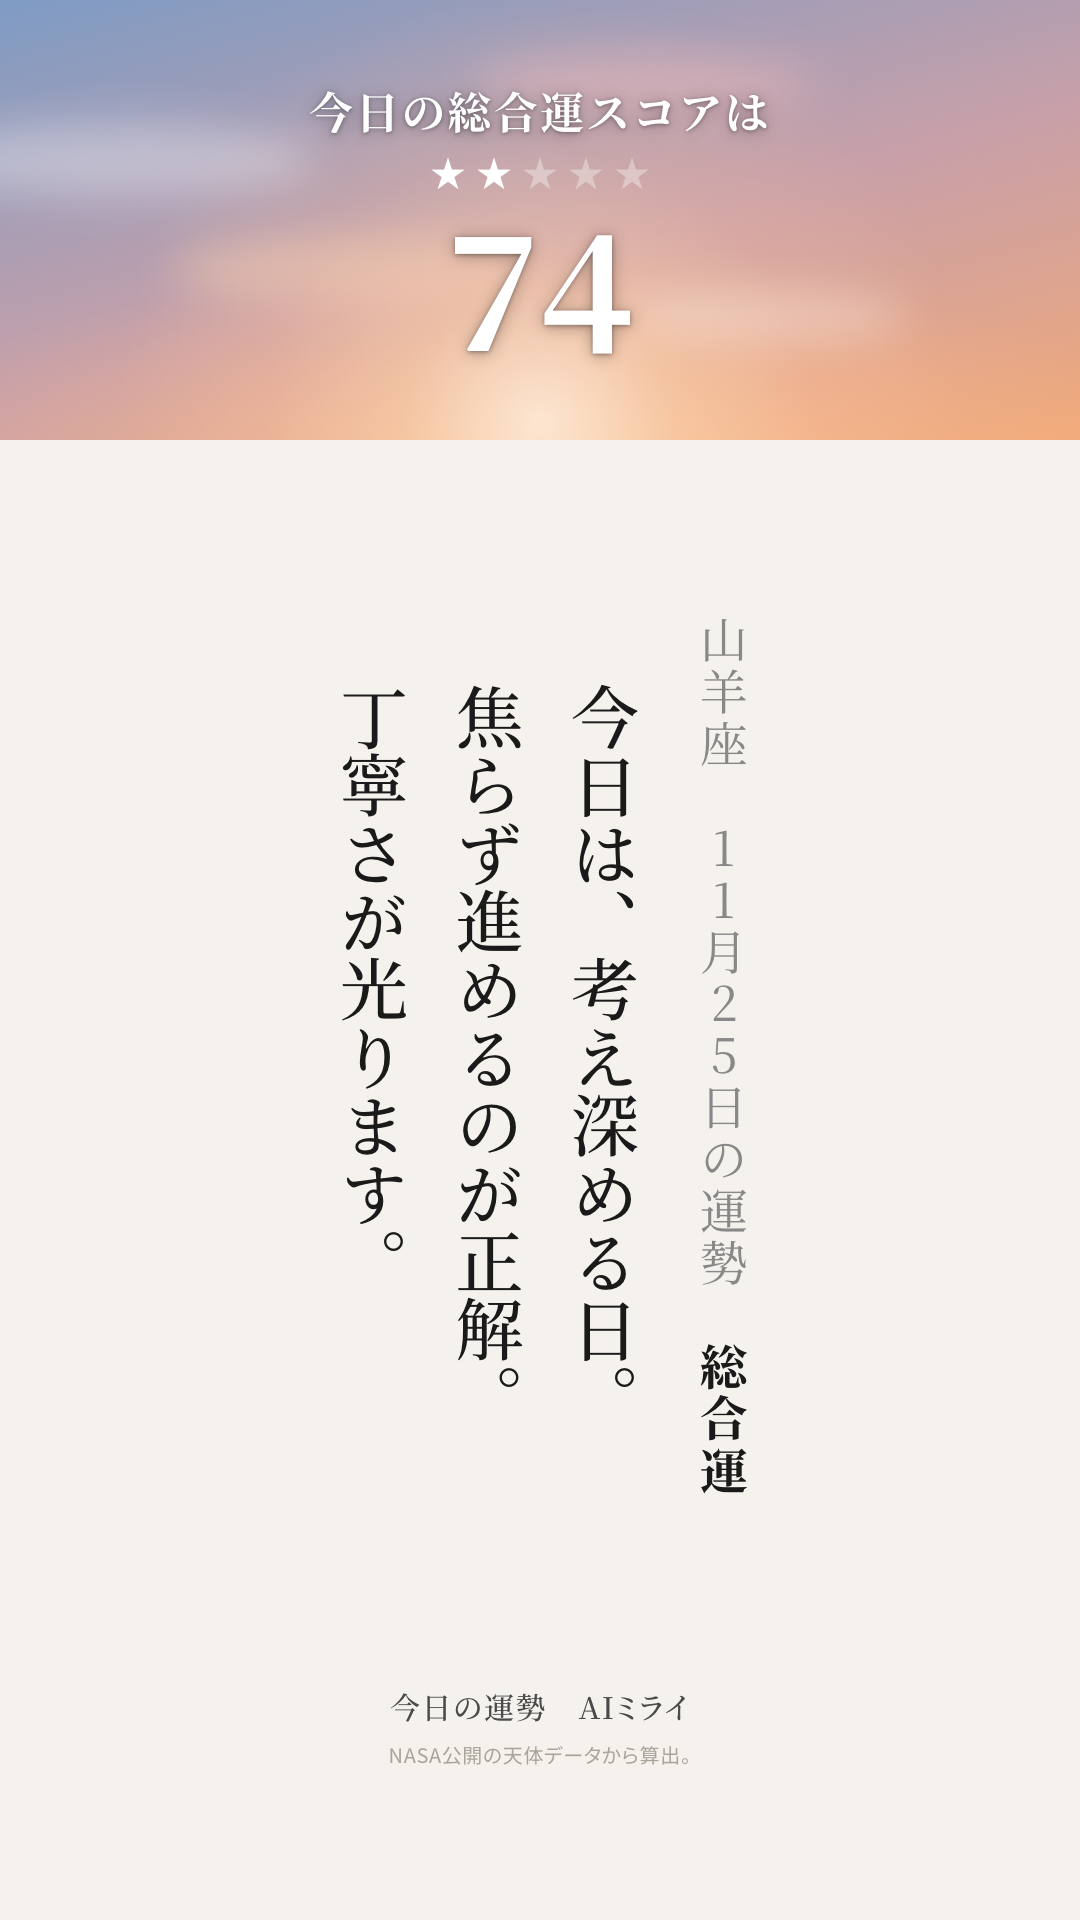 今日の総合運スコアは
★★★★★
74
山羊座　11月25日の運勢　総合運
今日は、考え深める日。
焦らず進めるのが正解。
丁寧さが光ります。
今日の運勢　AIミライ
NASA公開の天体データから算出。